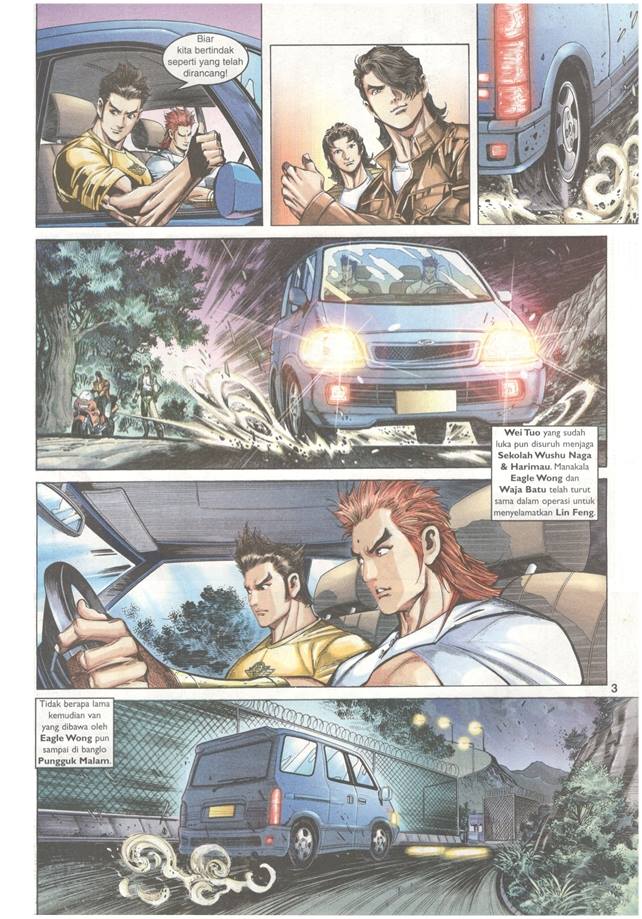 Biar
kita bertindak
seperti yang telah
dirancang!
Wei Tuo yang sudah
luka pun disuruh menjaga
Sekolah Wushu Naga
& Harimau. Manakala
Eagle Wong dan
Waja Batu telah turut
sama dalam operasi untuk
menyelamatkan Lin Feng.
3
Tidak berapa lama
kemudian van
yang dibawa oleh
Eagle Wong pun
sampai di banglo
Pungguk Malam.